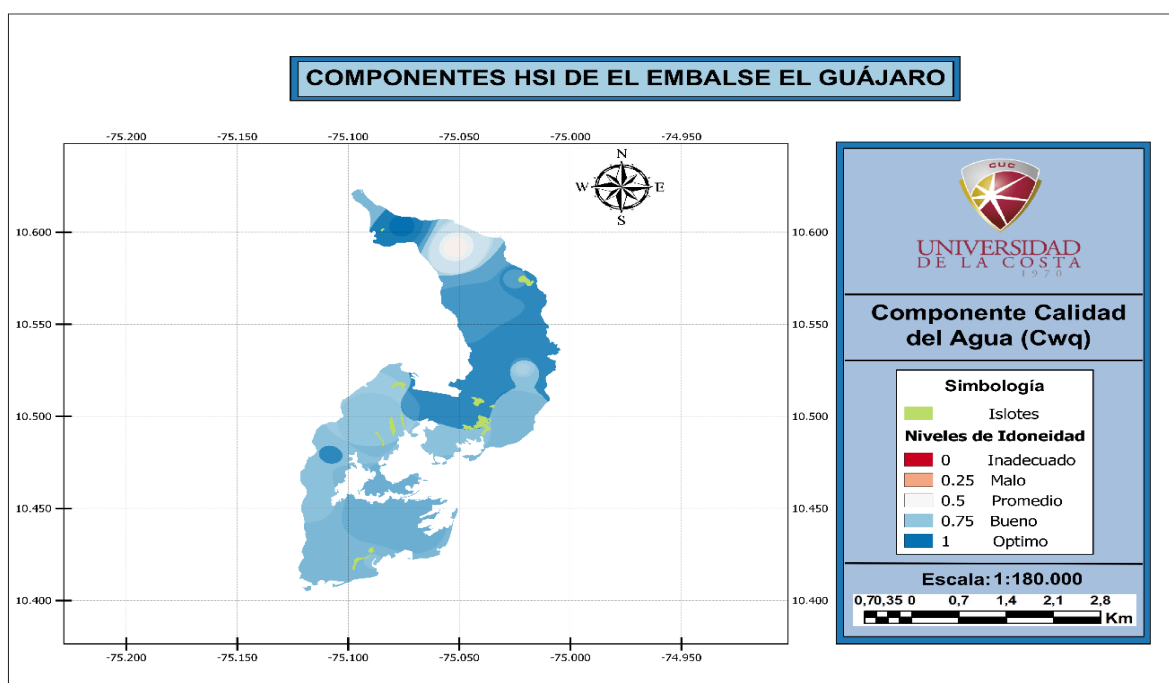 COMPONENTES HSI DE EL EMBALSE EL GUÁJARO
-75.200 -75.150 -75.100 -75.050 -75.000 -74.950
N
W E
S
10.600 10.600
10.550 10.550
10.500 10.500
10.450 10.450
10.400 10.400
-75.200 -75.150 -75.100 -75.050 -75.000 -74.950
CUC
UNIVERSIDAD
DE LA COSTA
1970
Componente Calidad
del Agua (Cwq)
Simbología
Islotes
Niveles de Idoneidad
0 Inadecuado
0.25 Malo
0.5 Promedio
0.75 Bueno
1 Optimo
Escala: 1:180.000
0,70,35 0 0,7 1,4 2,1 2,8
Km